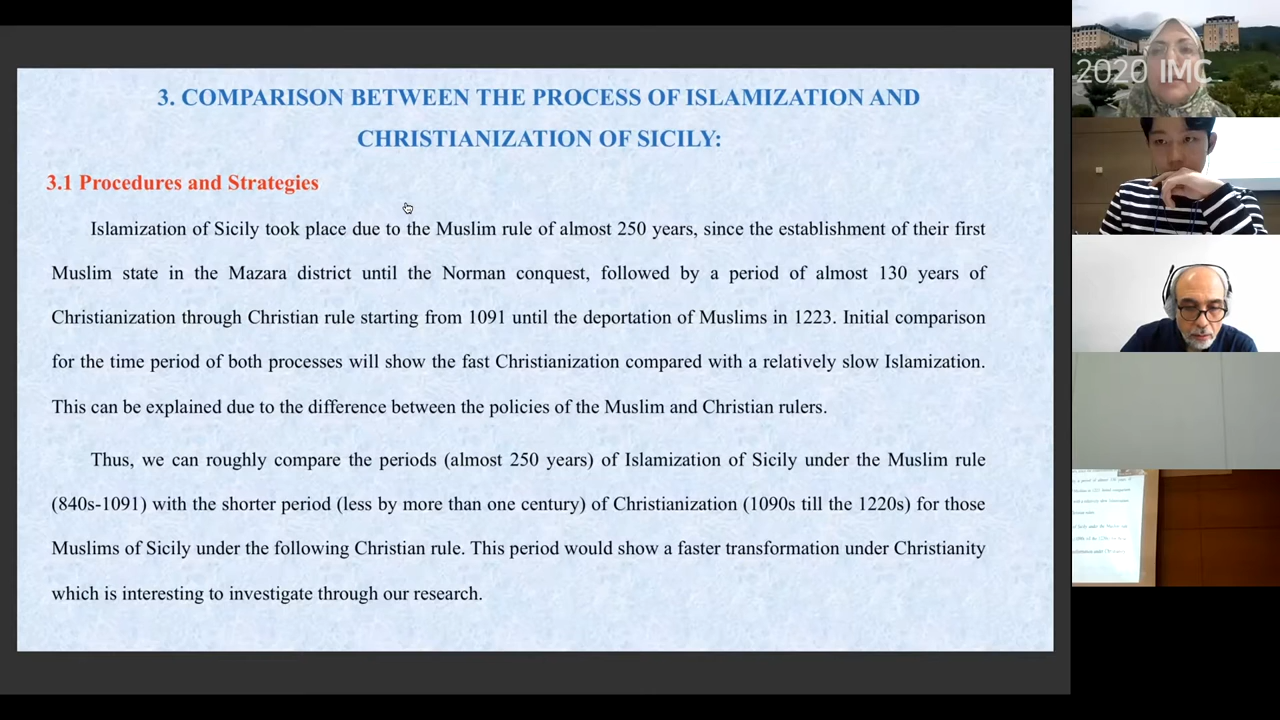 3. COMPARISON BETWEEN THE PROCESS OF ISLAMIZATION AND
CHRISTIANIZATION OF SICILY:
3.1 Procedures and Strategies
Islamization of Sicily took place due to the Muslim rule of almost 250 years, since the establishment of their first
Muslim state in the Mazara district until the Norman conquest, followed by a period of almost 130 years of
Christianization through Christian rule starting from 1091 until the deportation of Muslims in 1223. Initial comparison
for the time period of both processes will show the fast Christianization compared with a relatively slow Islamization.
This can be explained due to the difference between the policies of the Muslim and Christian rulers.
Thus, we can roughly compare the periods (almost 250 years) of Islamization of Sicily under the Muslim rule
(840s-1091) with the shorter period (less by more than one century) of Christianization (1090s till the 1220s) for those
Muslims of Sicily under the following Christian rule. This period would show a faster transformation under Christianity
which is interesting to investigate through our research.
2020 IMC